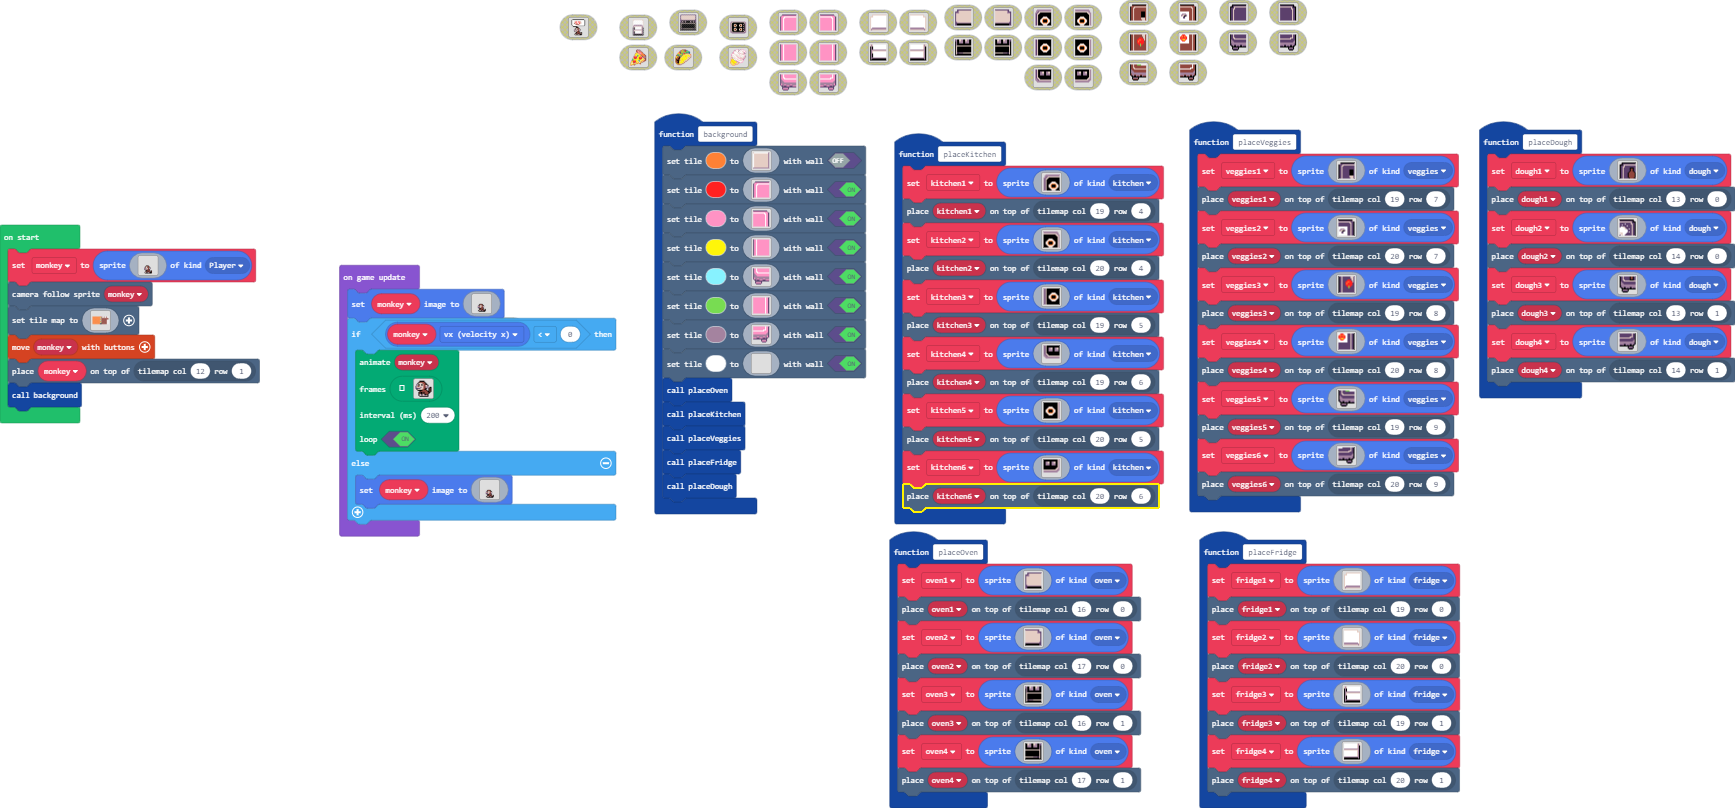 on start
set monkey to sprite of kind Player
camera follow sprite monkey
set tile map to
move monkey with buttons
place monkey on top of tilemap col 12 row 1
call background
on game update
set monkey image to
if monkey vx (velocity x) < 0 then
animate monkey
frames
interval (ms) 200
loop ON
else
set monkey image to
function background
set tile to with wall OFF
set tile to with wall ON
set tile to with wall ON
set tile to with wall ON
set tile to with wall ON
set tile to with wall ON
set tile to with wall ON
set tile to with wall ON
call placeOven
call placeKitchen
call placeVeggies
call placeFridge
call placeDough
function placeKitchen
set kitchen1 to sprite of kind kitchen
place kitchen1 on top of tilemap col 19 row 4
set kitchen2 to sprite of kind kitchen
place kitchen2 on top of tilemap col 20 row 4
set kitchen3 to sprite of kind kitchen
place kitchen3 on top of tilemap col 19 row 5
set kitchen4 to sprite of kind kitchen
place kitchen4 on top of tilemap col 19 row 6
set kitchen5 to sprite of kind kitchen
place kitchen5 on top of tilemap col 20 row 5
set kitchen6 to sprite of kind kitchen
place kitchen6 on top of tilemap col 20 row 6
function placeVeggies
set veggies1 to sprite of kind veggies
place veggies1 on top of tilemap col 19 row 7
set veggies2 to sprite of kind veggies
place veggies2 on top of tilemap col 20 row 7
set veggies3 to sprite of kind veggies
place veggies3 on top of tilemap col 19 row 8
set veggies4 to sprite of kind veggies
place veggies4 on top of tilemap col 20 row 8
set veggies5 to sprite of kind veggies
place veggies5 on top of tilemap col 19 row 9
set veggies6 to sprite of kind veggies
place veggies6 on top of tilemap col 20 row 9
function placeDough
set dough1 to sprite of kind dough
place dough1 on top of tilemap col 13 row 0
set dough2 to sprite of kind dough
place dough2 on top of tilemap col 14 row 0
set dough3 to sprite of kind dough
place dough3 on top of tilemap col 13 row 1
set dough4 to sprite of kind dough
place dough4 on top of tilemap col 14 row 1
function placeOven
set oven1 to sprite of kind oven
place oven1 on top of tilemap col 16 row 0
set oven2 to sprite of kind oven
place oven2 on top of tilemap col 17 row 0
set oven3 to sprite of kind oven
place oven3 on top of tilemap col 16 row 1
set oven4 to sprite of kind oven
place oven4 on top of tilemap col 17 row 1
function placeFridge
set fridge1 to sprite of kind fridge
place fridge1 on top of tilemap col 19 row 0
set fridge2 to sprite of kind fridge
place fridge2 on top of tilemap col 20 row 0
set fridge3 to sprite of kind fridge
place fridge3 on top of tilemap col 19 row 1
set fridge4 to sprite of kind fridge
place fridge4 on top of tilemap col 20 row 1